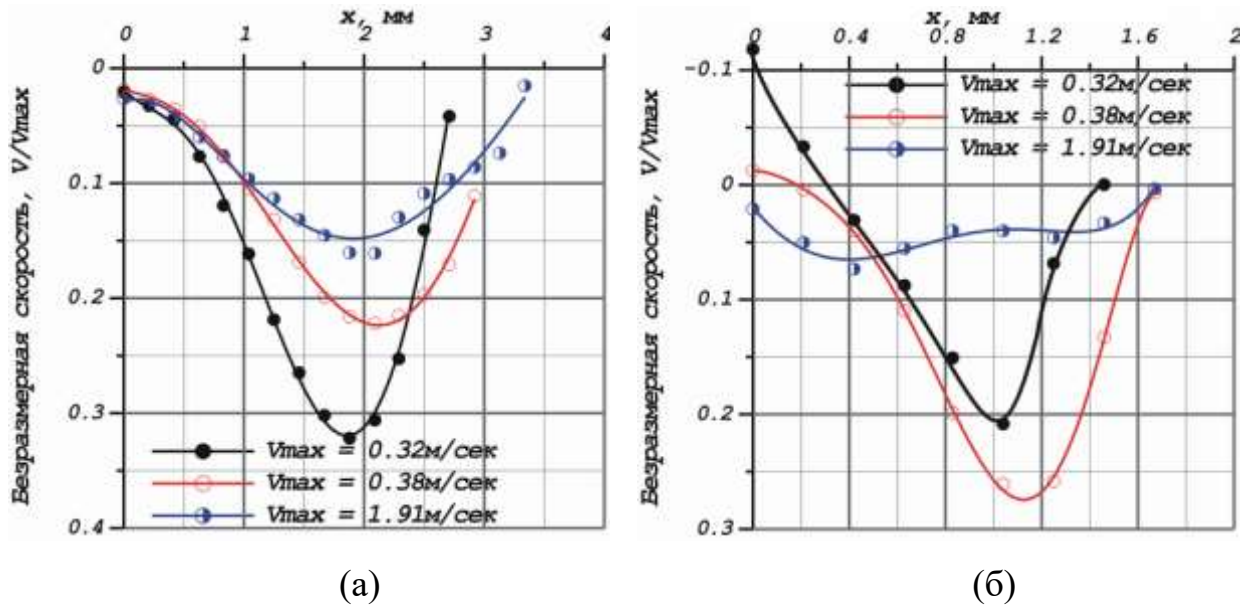 x, мм
0 1 2 3 4
0
0.1
0.2
0.3
0.4
Безразмерная скорость, V/Vmax
Vmax = 0.32м/сек
Vmax = 0.38м/сек
Vmax = 1.91м/сек
(а)
x, мм
0 0.4 0.8 1.2 1.6 2
-0.1
0
0.1
0.2
0.3
Безразмерная скорость, V/Vmax
Vmax = 0.32м/сек
Vmax = 0.38м/сек
Vmax = 1.91м/сек
(б)